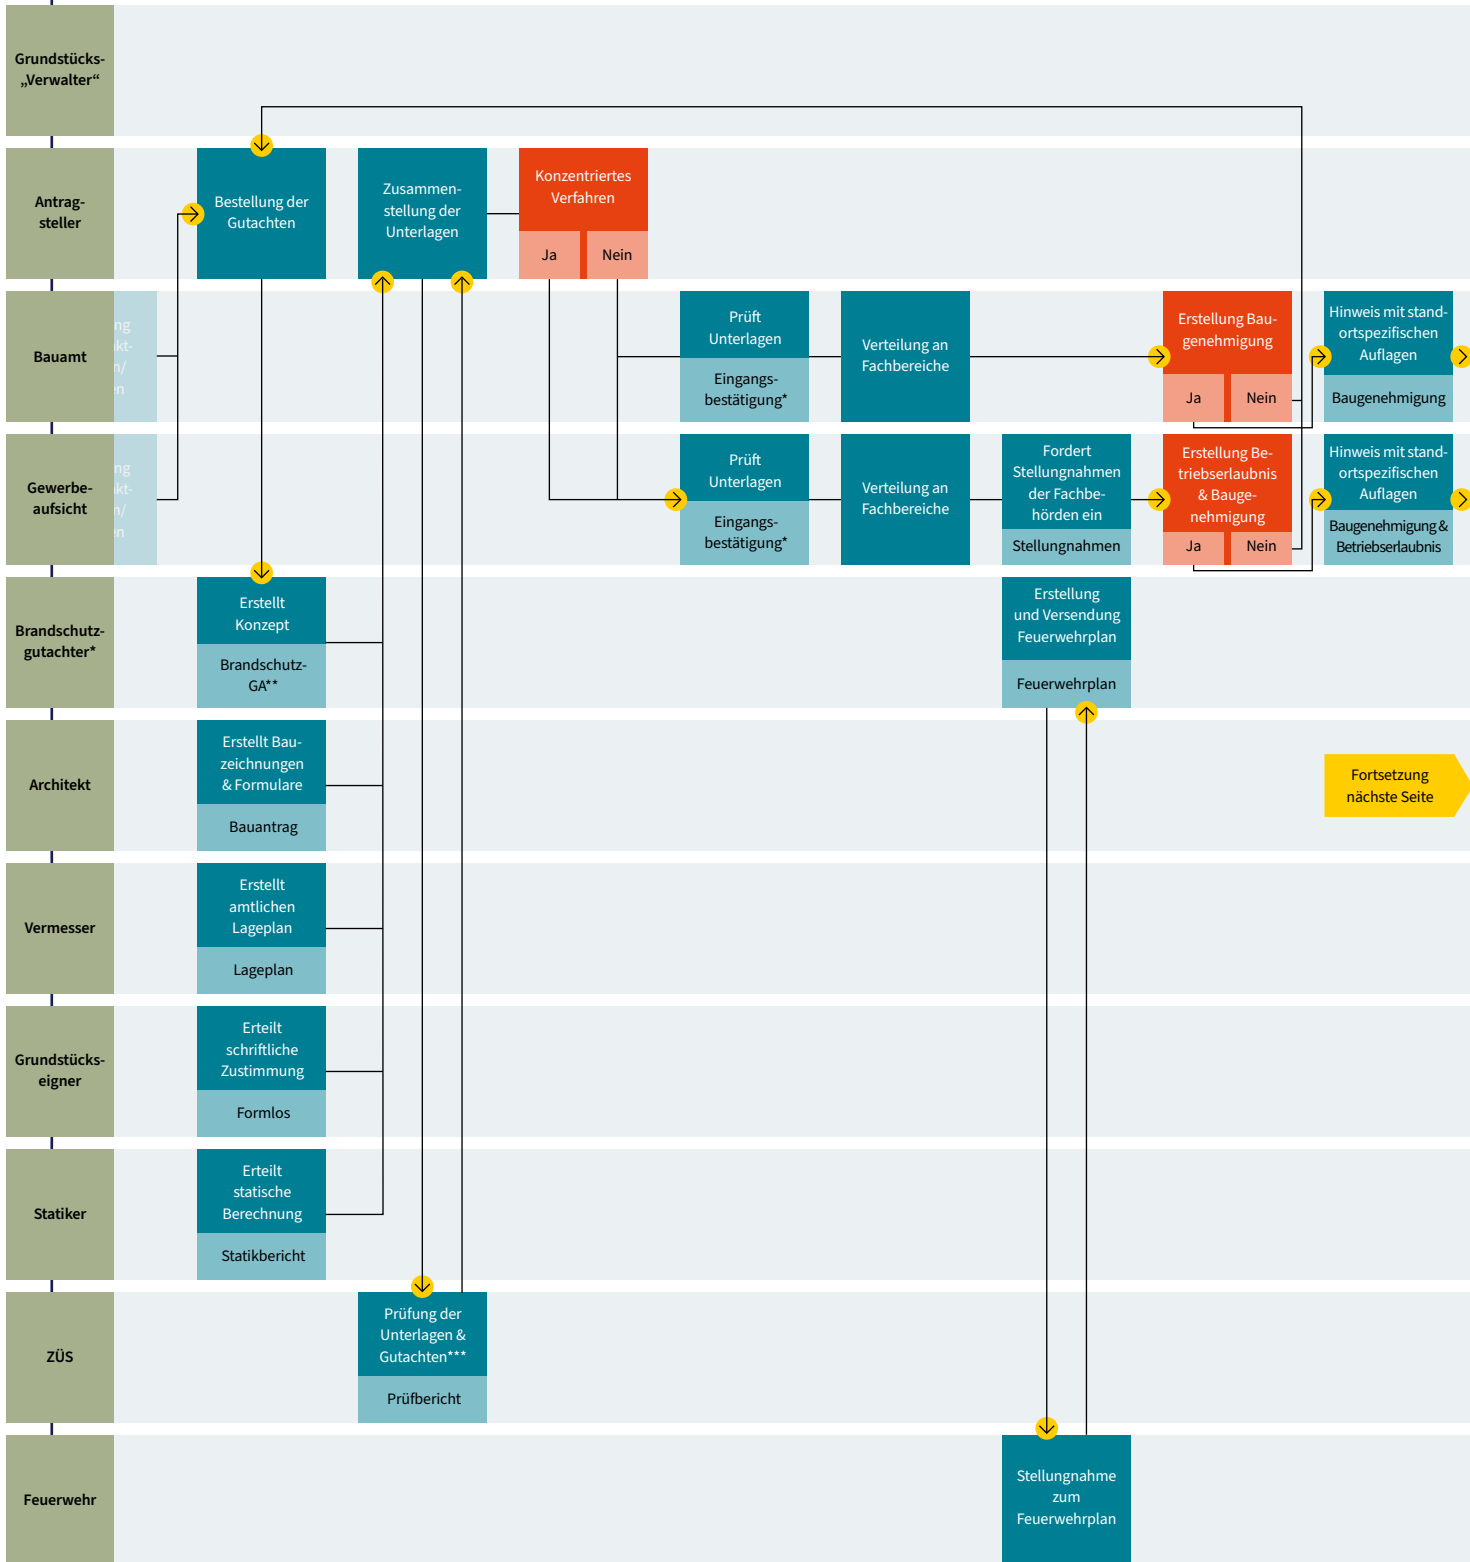 Grundstücks-
„Verwalter“
Antrag-
steller
Bestellung der
Gutachten
Zusammen-
stellung der
Unterlagen
Konzentriertes
Verfahren
Ja
Nein
Bauamt
Prüft
Unterlagen
Eingangs-
bestätigung*
Verteilung an
Fachbereiche
Erstellung Bau-
genehmigung
Ja
Nein
Hinweis mit stand-
ortspezifischen
Auflagen
Baugenehmigung
Gewerbe-
aufsicht
Prüft
Unterlagen
Eingangs-
bestätigung*
Verteilung an
Fachbereiche
Fordert
Stellungnahmen
der Fachbe-
hörden ein
Stellungnahmen
Erstellung Be-
triebserlaubnis
& Bauge-
nehmigung
Ja
Nein
Hinweis mit stand-
ortspezifischen
Auflagen
Baugenehmigung &
Betriebserlaubnis
Brandschutz-
gutachter*
Erstellt
Konzept
Brandschutz-
GA**
Erstellung
und Versendung
Feuerwehrplan
Feuerwehrplan
Architekt
Erstellt Bau-
zeichnungen
& Formulare
Bauantrag
Fortsetzung
nächste Seite
Vermesser
Erstellt
amtlichen
Lageplan
Lageplan
Grundstücks-
eigner
Erteilt
schriftliche
Zustimmung
Formlos
Statiker
Erteilt
statische
Berechnung
Statikbericht
ZÜS
Prüfung der
Unterlagen &
Gutachten***
Prüfbericht
Feuerwehr
Stellungnahme
zum
Feuerwehrplan